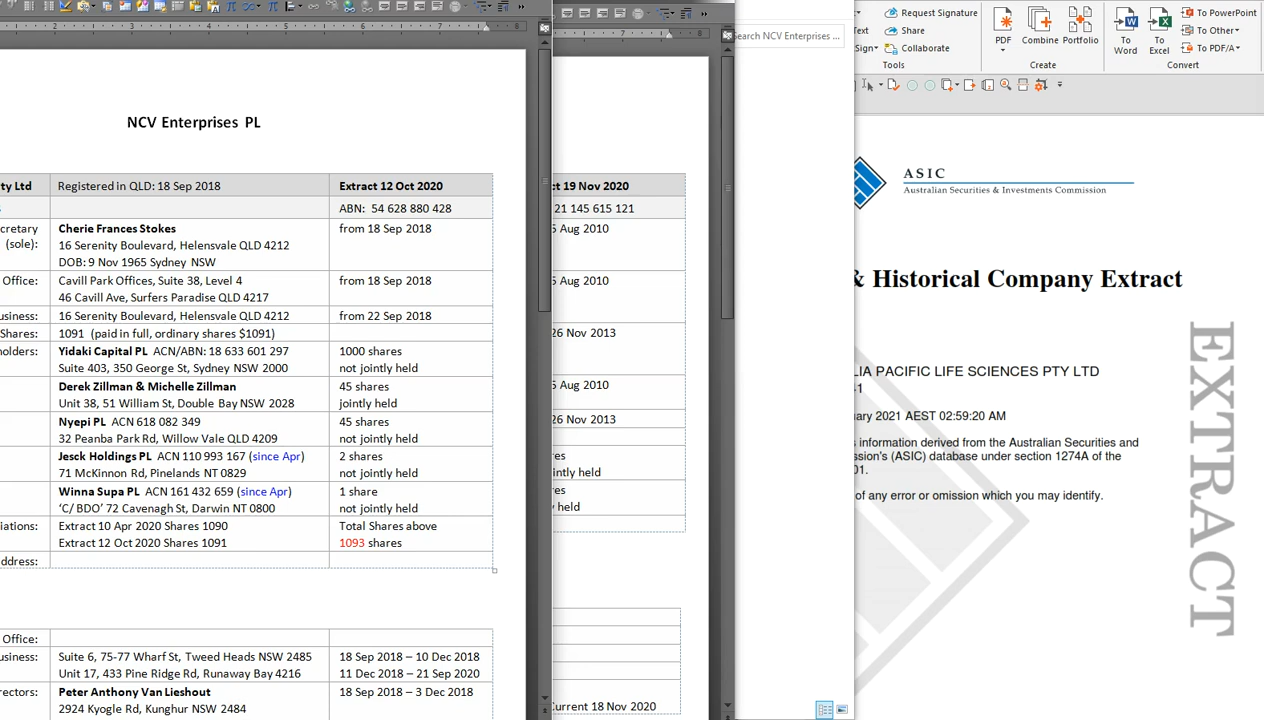 NCV Enterprises PL
ty Ltd Registered in QLD: 18 Sep 2018 Extract 12 Oct 2020
ABN: 54 628 880 428
cretary Cherie Frances Stokes from 18 Sep 2018
(sole): 16 Serenity Boulevard, Helensvale QLD 4212
DOB: 9 Nov 1965 Sydney NSW
Office: Cavill Park Offices, Suite 38, Level 4 from 18 Sep 2018
46 Cavill Ave, Surfers Paradise QLD 4217
usiness: 16 Serenity Boulevard, Helensvale QLD 4212 from 22 Sep 2018
Shares: 1091 (paid in full, ordinary shares $1091)
holders: Yidaki Capital PL ACN/ABN: 18 633 601 297 1000 shares
Suite 403, 350 George St, Sydney NSW 2000 not jointly held
Derek Zillman & Michelle Zillman 45 shares
Unit 38, 51 William St, Double Bay NSW 2028 jointly held
Nyepi PL ACN 618 082 349 45 shares
32 Peanba Park Rd, Willow Vale QLD 4209 not jointly held
Jesck Holdings PL ACN 110 993 167 (since Apr) 2 shares
71 McKinnon Rd, Pinelands NT 0829 not jointly held
Winna Supa PL ACN 161 432 659 (since Apr) 1 share
‘C/ BDO’ 72 Cavenagh St, Darwin NT 0800 not jointly held
iations: Extract 10 Apr 2020 Shares 1090 Total Shares above
Extract 12 Oct 2020 Shares 1091 1093 shares
ddress:
Office:
usiness: Suite 6, 75-77 Wharf St, Tweed Heads NSW 2485 18 Sep 2018 – 10 Dec 2018
Unit 17, 433 Pine Ridge Rd, Runaway Bay 4216 11 Dec 2018 – 21 Sep 2020
rectors: Peter Anthony Van Lieshout 18 Sep 2018 – 3 Dec 2018
2924 Kyogle Rd, Kunghur NSW 2484
ct 19 Nov 2020
21 145 615 121
Aug 2010
Aug 2010
26 Nov 2013
Aug 2010
26 Nov 2013
es
intly held
es
held
urrent 18 Nov 2020
Search NCV Enterprises ...
Request Signature
Text Share
Sign Collaborate
Tools
PDF Combine Portfolio
Create
To Word To Excel
To PowerPoint
To Other
To PDF/A
Convert
ASIC
Australian Securities & Investments Commission
& Historical Company Extract
LIA PACIFIC LIFE SCIENCES PTY LTD
41
uary 2021 AEST 02:59:20 AM
s information derived from the Australian Securities and
ssion's (ASIC) database under section 1274A of the
01.
of any error or omission which you may identify.
EXTRACT